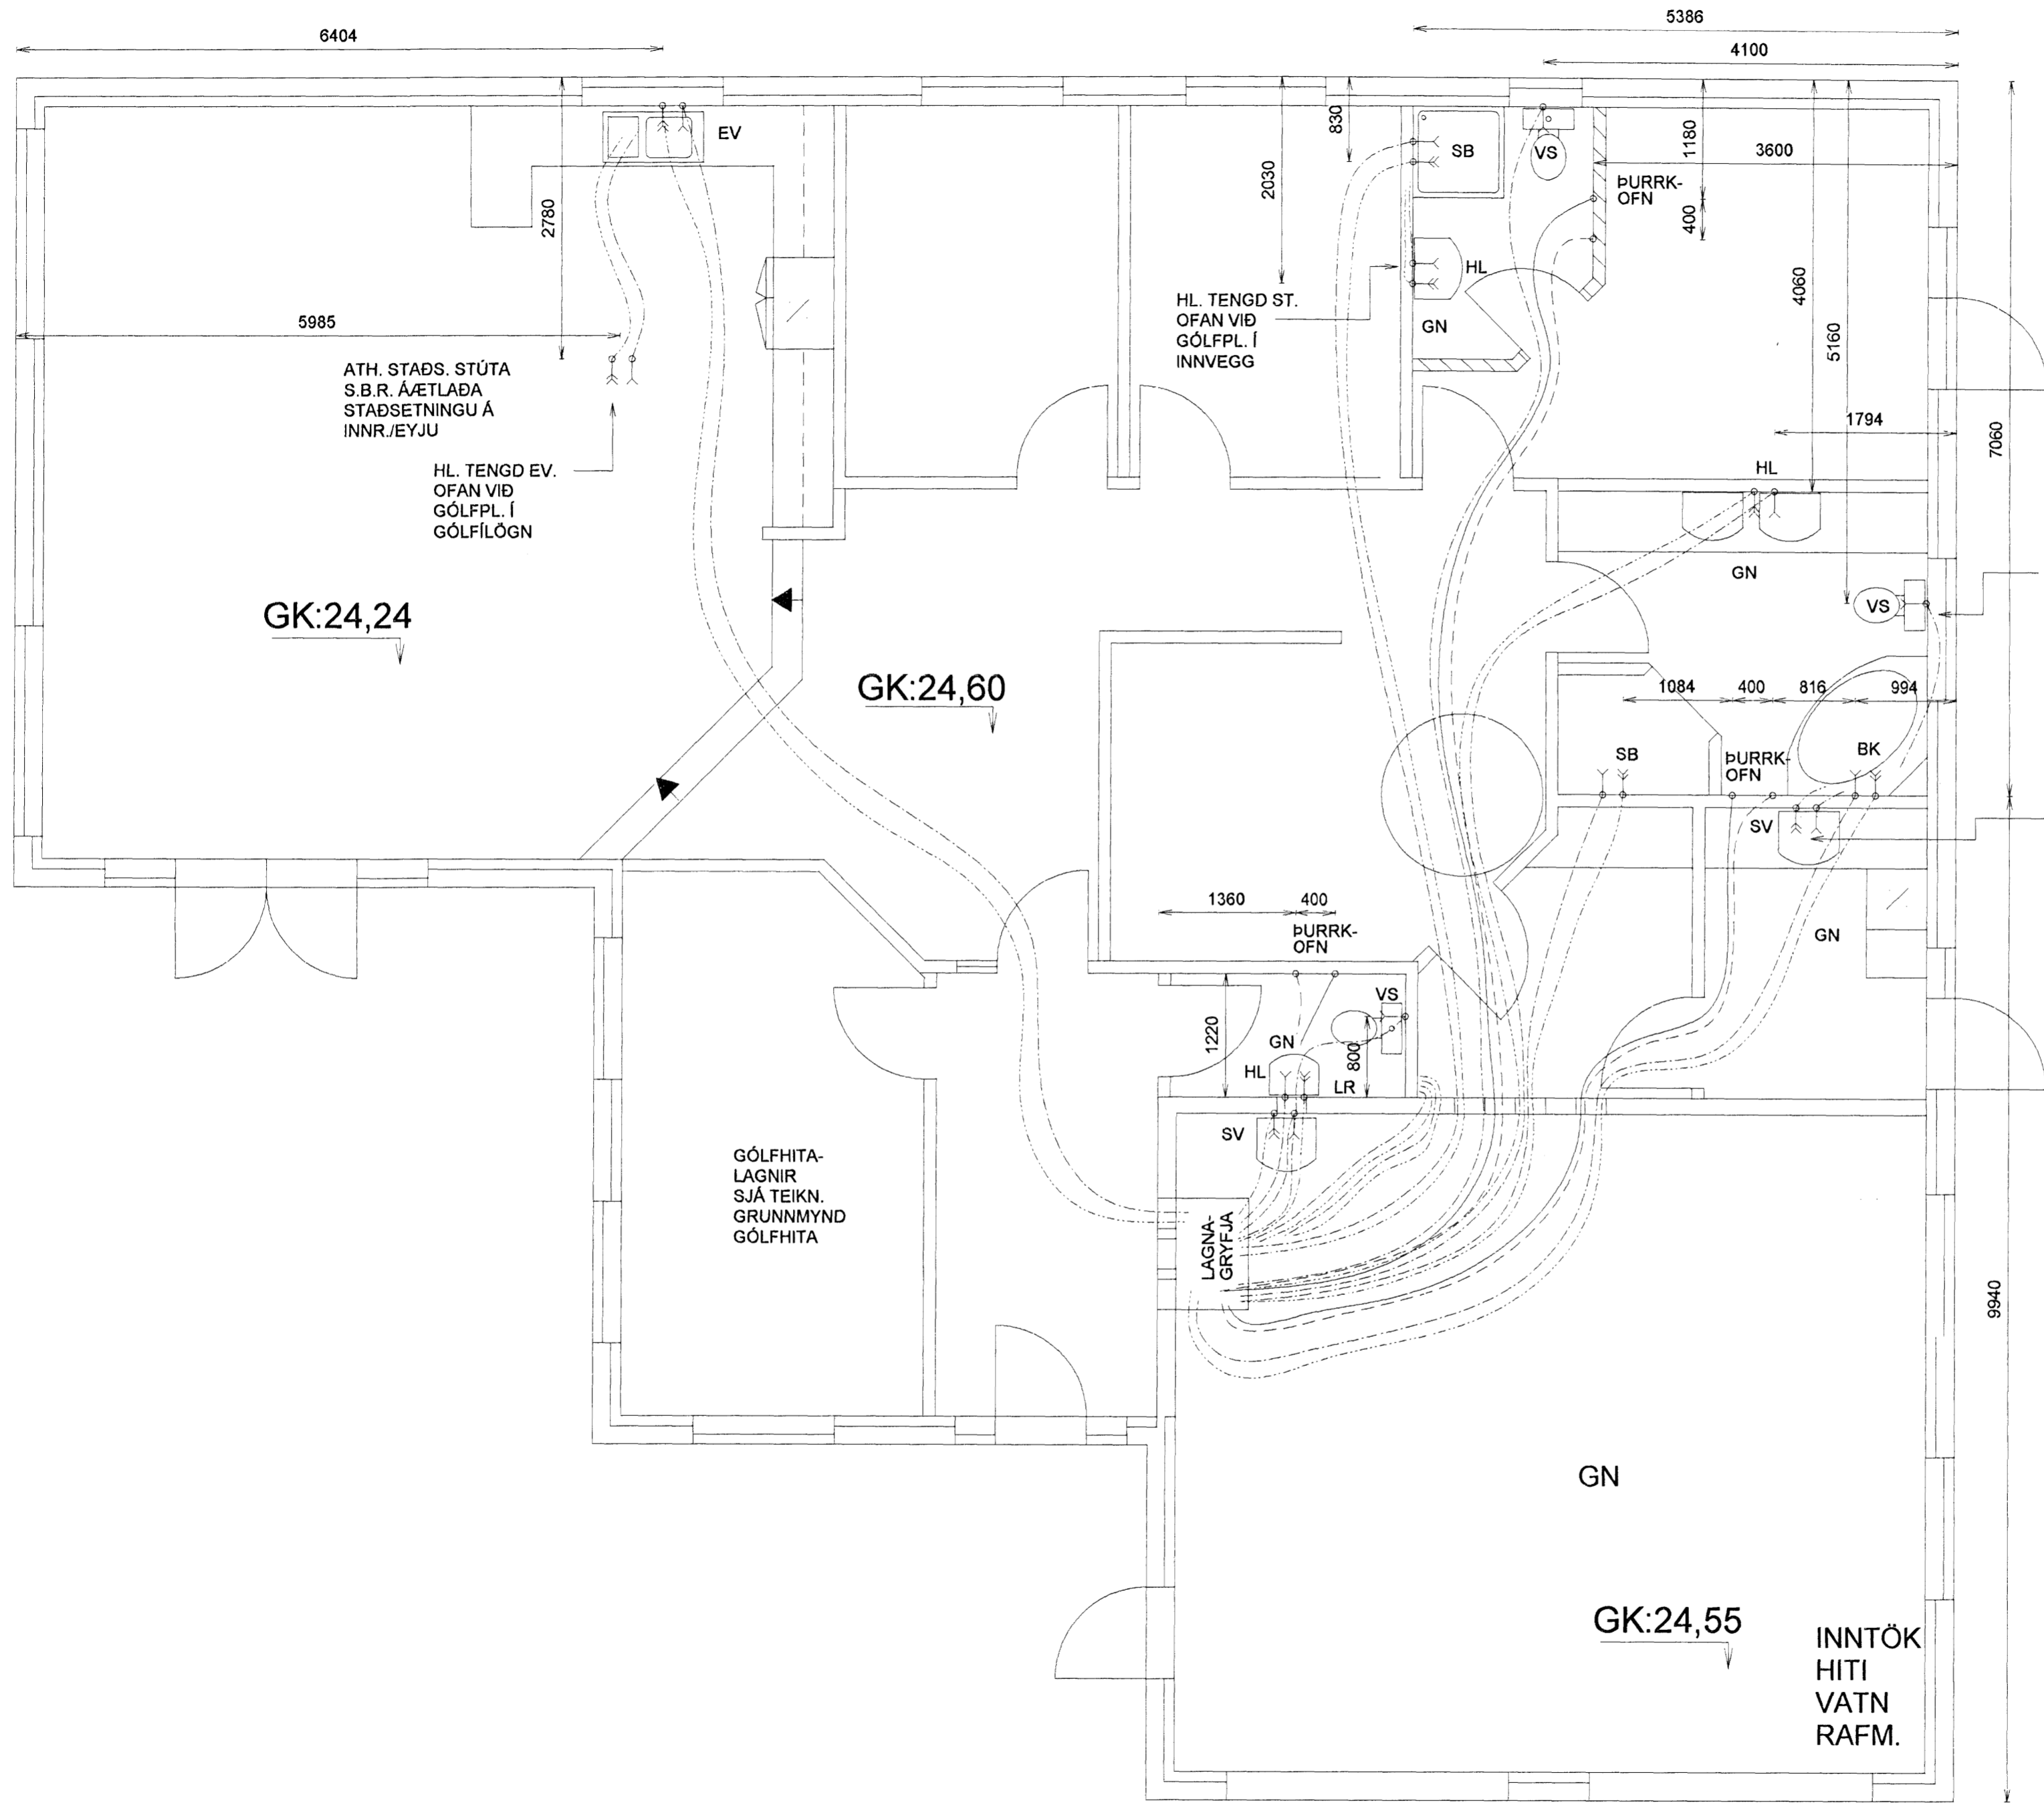 5386
6404
4100
EV
830
SB
VS
1180
3600
2030
ÞURRK-
OFN
400
2780
HL
4060
HL. TENGD ST.
OFAN VIÐ
GÓLFPL. Í
INNVEGG
GN
5985
5160
ATH. STAÐS. STÚTA
S.B.R. ÁÆTLAÐA
STAÐSETNINGU Á
INNR./EYJU
1794
7060
HL. TENGD EV.
OFAN VIÐ
GÓLFPL. Í
GÓLFÍLÖGN
HL
GN
VS
GK:24,24
GK:24,60
1084
400
816
994
SB
ÞURRK-
OFN
BK
SV
1360
400
ÞURRK-
OFN
GN
VS
1220
GN
800
HL
LR
SV
GÓLFHITA-
LAGNIR
SJÁ TEIKN.
GRUNNMYND
GÓLFHITA
LAGNA-
GRYFJA
9940
GN
GK:24,55
INNTÖK
HITI
VATN
RAFM.